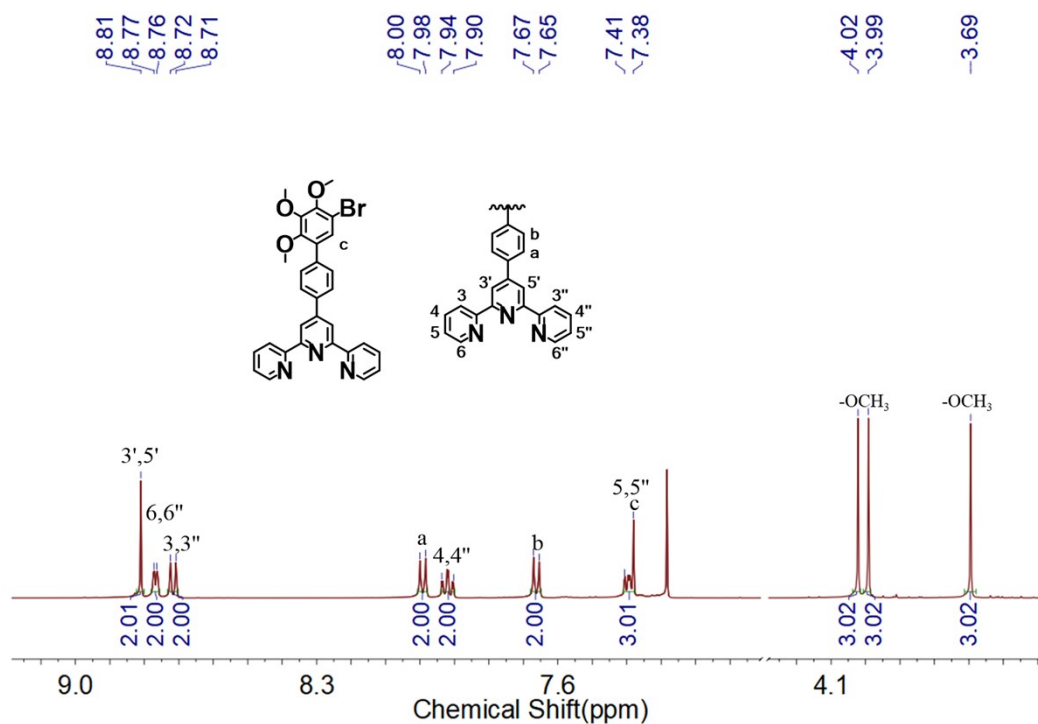 8.81 8.77 8.76 8.72 8.71 8.00 7.98 7.94 7.90 7.67 7.65 7.41 7.38 4.02 3.99 3.69
O
O Br
O c
N N N
b
a
3' 5'
4 3 3'' 4''
5 N N N 5''
6 6''
-OCH3 -OCH3
3',5'
6,6'' 5,5''
3,3'' a 4,4'' b c
2.01 2.00 2.00 2.00 2.00 2.00 3.01 3.02 3.02 3.02
9.0 8.3 7.6 4.1
Chemical Shift(ppm)